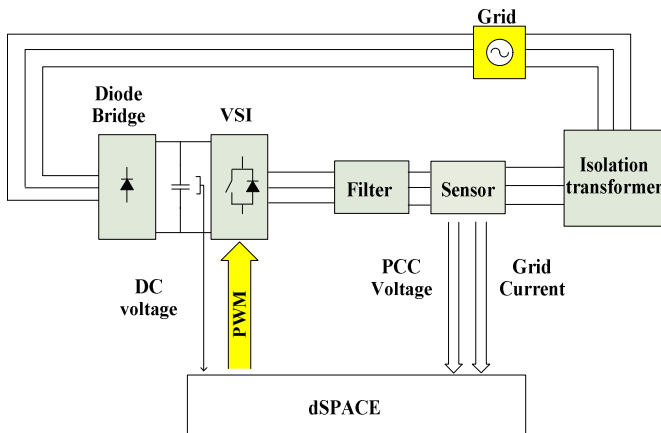 Grid
Diode
Bridge
VSI
Isolation
transformer
Filter
Sensor
DC
voltage
PWM
PCC
Voltage
Grid
Current
dSPACE